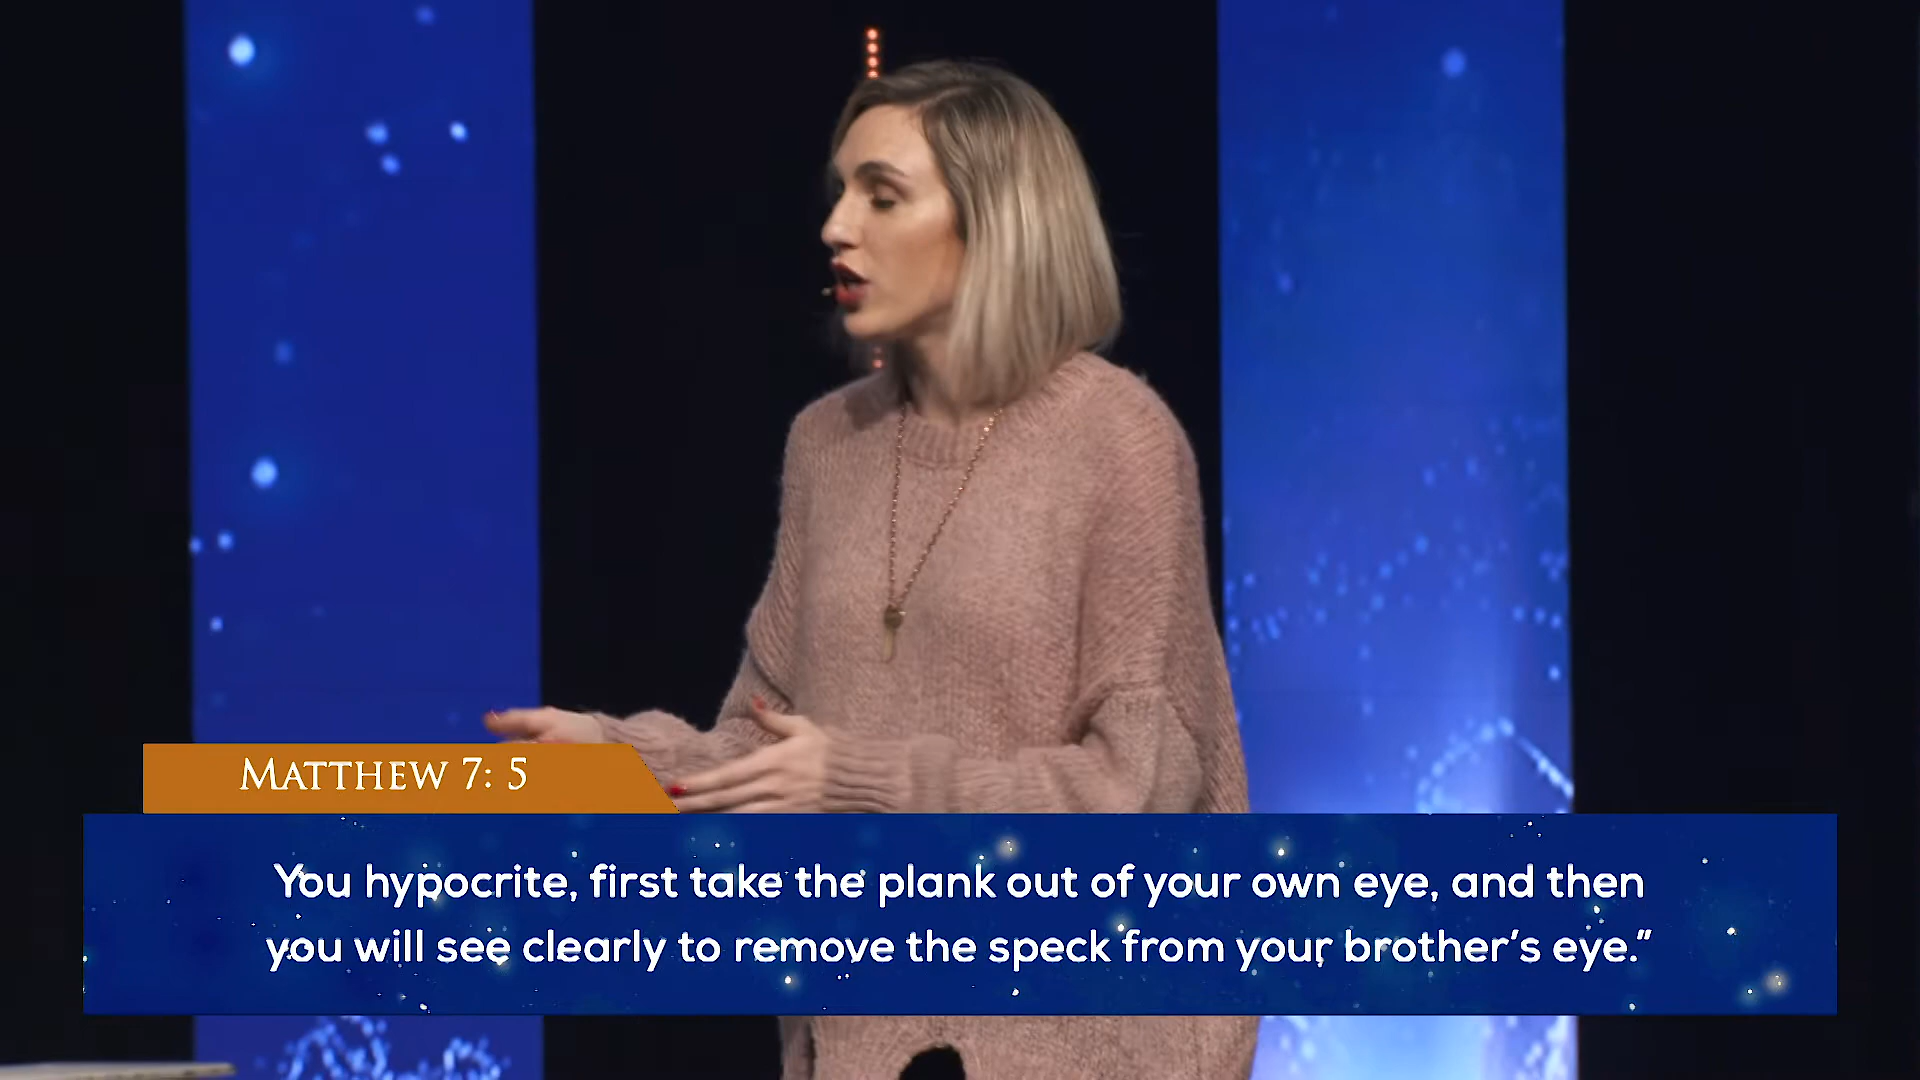 MATTHEW 7: 5
You hypocrite, first take the plank out of your own eye, and then
you will see clearly to remove the speck from your brother’s eye.”